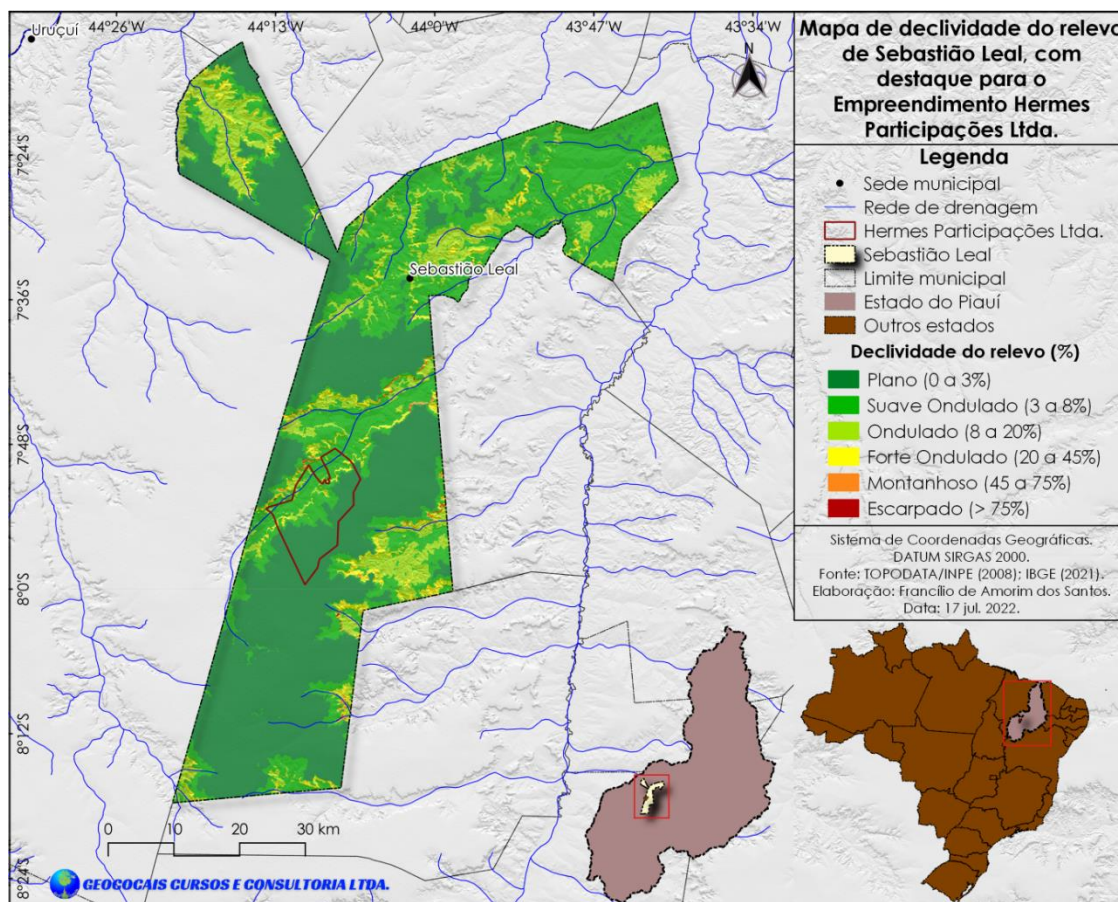 44°26'W
44°13'W
44°0'W
43°47'W
43°34'W
Uruçuí
N
7°24'S
7°36'S
7°48'S
8°0'S
8°12'S
8°24'S
Sebastião Leal
0 10 20 30 km
GEOCOCAIS CURSOS E CONSULTORIA LTDA.
Mapa de declividade do relevo
de Sebastião Leal, com
destaque para o
Empreendimento Hermes
Participações Ltda.
Legenda
Sede municipal
Rede de drenagem
Hermes Participações Ltda.
Sebastião Leal
Limite municipal
Estado do Piauí
Outros estados
Declividade do relevo (%)
Plano (0 a 3%)
Suave Ondulado (3 a 8%)
Ondulado (8 a 20%)
Forte Ondulado (20 a 45%)
Montanhoso (45 a 75%)
Escarpado (> 75%)
Sistema de Coordenadas Geográficas.
DATUM SIRGAS 2000.
Fonte: TOPODATA/INPE (2008); IBGE (2021).
Elaboração: Francílio de Amorim dos Santos.
Data: 17 jul. 2022.